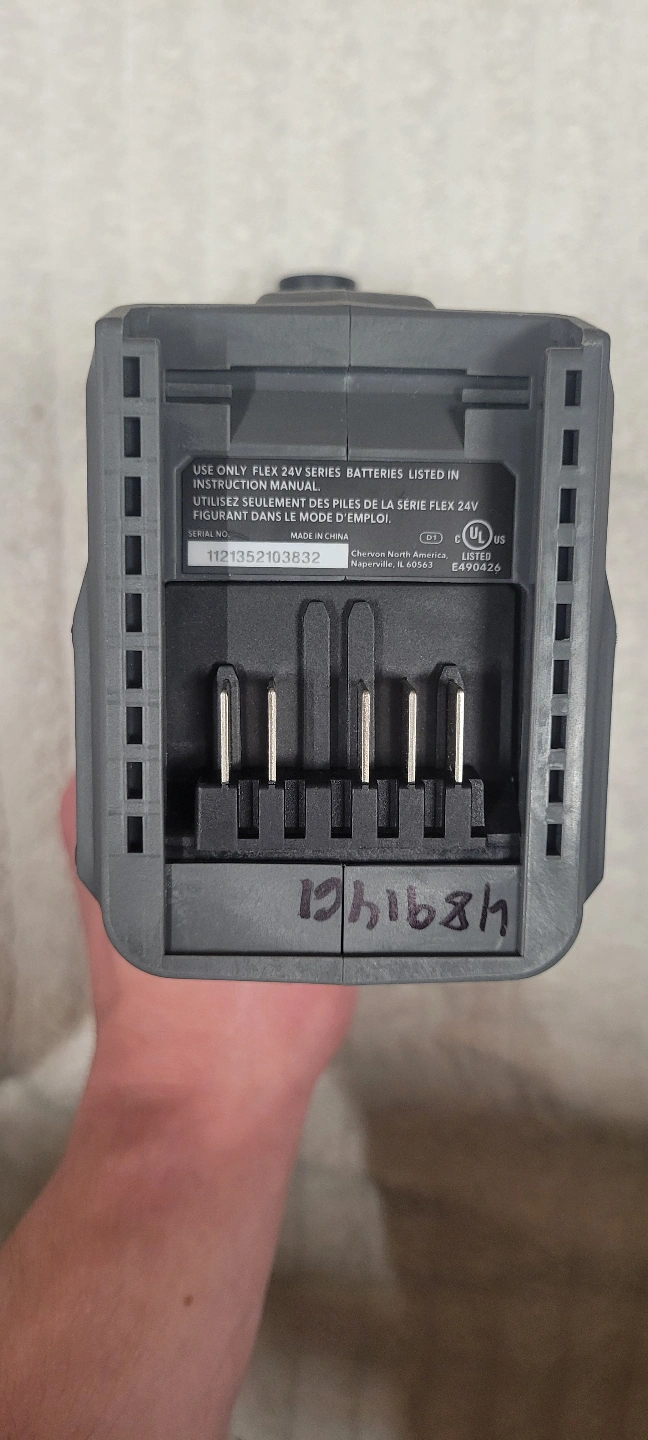 USE ONLY FLEX 24V SERIES BATTERIES LISTED IN
INSTRUCTION MANUAL.
UTILISEZ SEULEMENT DES PILES DE LA SÉRIE FLEX 24V
FIGURANT DANS LE MODE D'EMPLOI.
SERIAL NO. MADE IN CHINA D1
1121352103832
Chervon North America,
Naperville, IL 60563
C UL US
LISTED
E490426